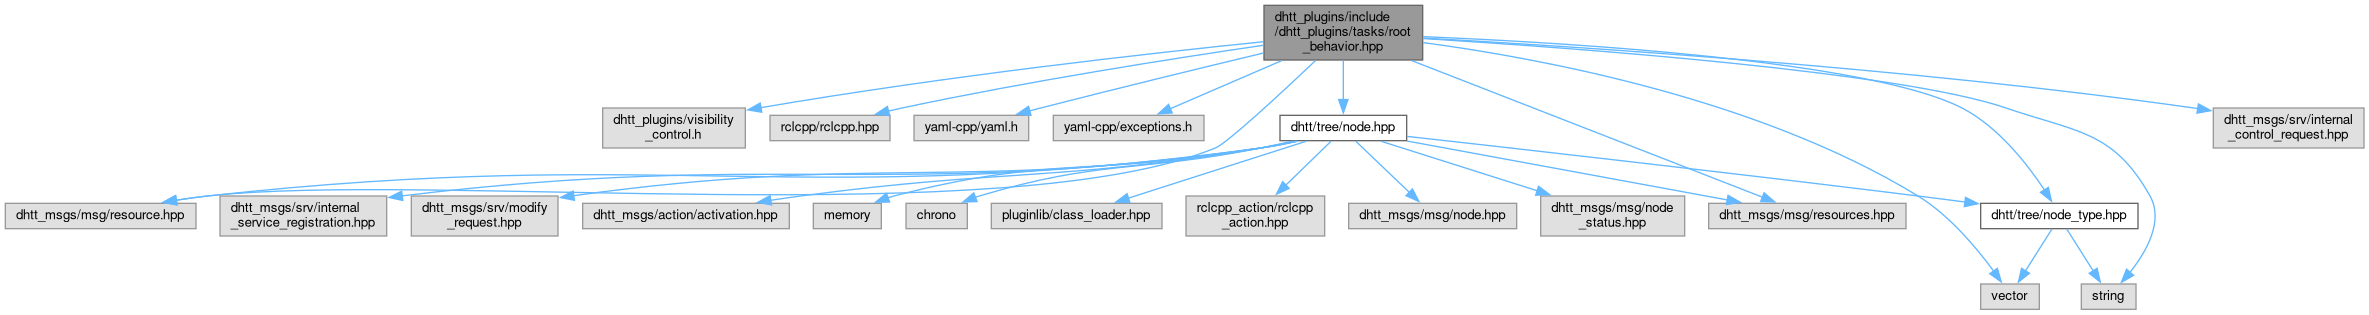 dhtt_plugins/include
/dhtt_plugins/tasks/root
_behavior.hpp
dhtt_plugins/visibility
_control.h
rclcpp/rclcpp.hpp
yaml-cpp/yaml.h
yaml-cpp/exceptions.h
dhtt/tree/node.hpp
dhtt_msgs/srv/internal
_control_request.hpp
dhtt_msgs/msg/resource.hpp
dhtt_msgs/srv/internal
_service_registration.hpp
dhtt_msgs/srv/modify
_request.hpp
dhtt_msgs/action/activation.hpp
memory
chrono
pluginlib/class_loader.hpp
rclcpp_action/rclcpp
_action.hpp
dhtt_msgs/msg/node.hpp
dhtt_msgs/msg/node
_status.hpp
dhtt_msgs/msg/resources.hpp
dhtt/tree/node_type.hpp
vector
string